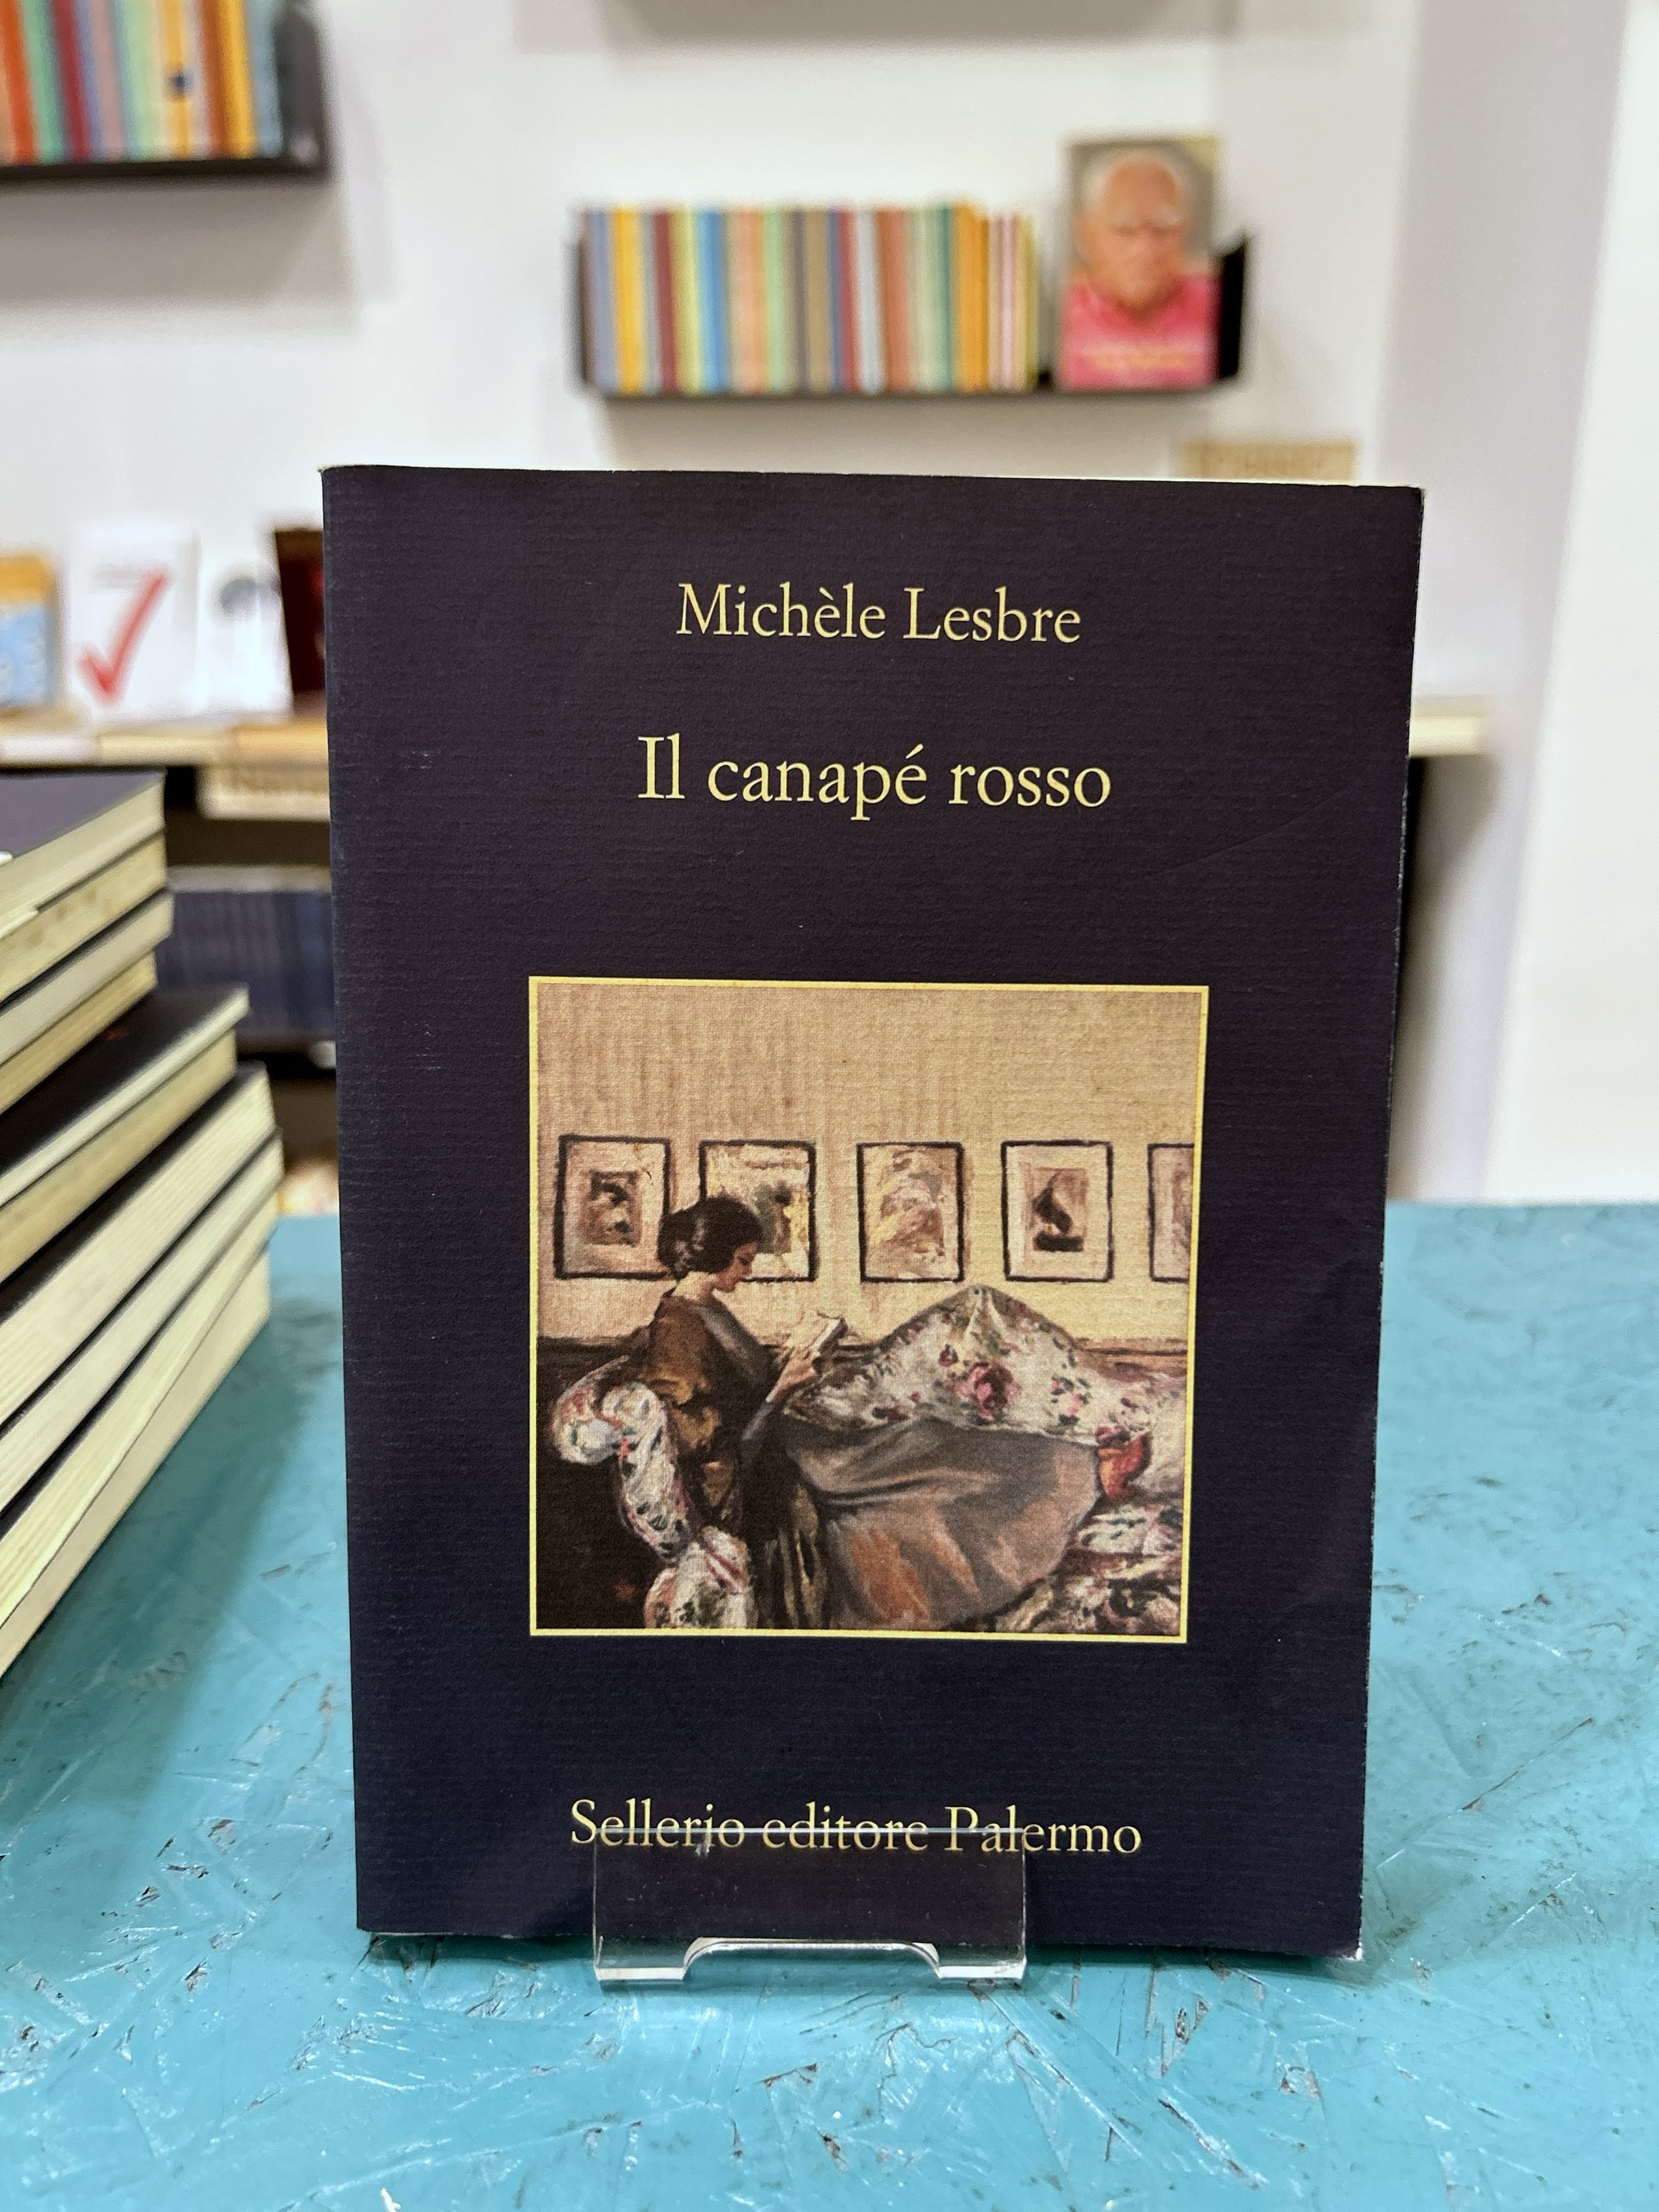 Michèle Lesbre
Il canapé rosso
Sellerio editore Palermo